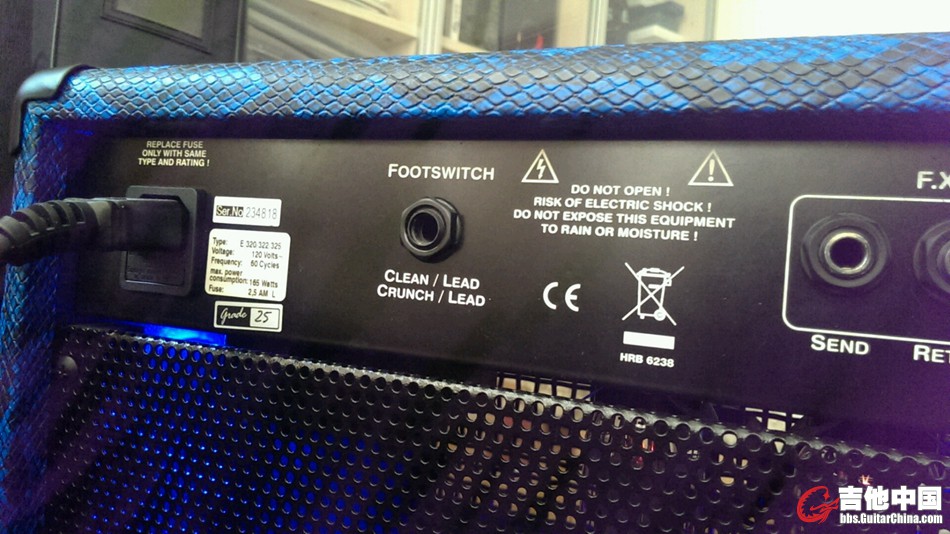 REPLACE FUSE
ONLY WITH SAME
TYPE AND RATING !
Ser.No 234818
Type: E 320/322/325
Voltage: 120 Volts~
Frequency: 60 Cycles
max. power
consumption: 165 Watts
Fuse: 2,5 AM L
Grade 25
FOOTSWITCH
CLEAN / LEAD
CRUNCH / LEAD
DO NOT OPEN !
RISK OF ELECTRIC SHOCK !
DO NOT EXPOSE THIS EQUIPMENT
TO RAIN OR MOISTURE !
CE
HRB 6238
F.X
SEND
RET
吉他中国
bbs.GuitarChina.com